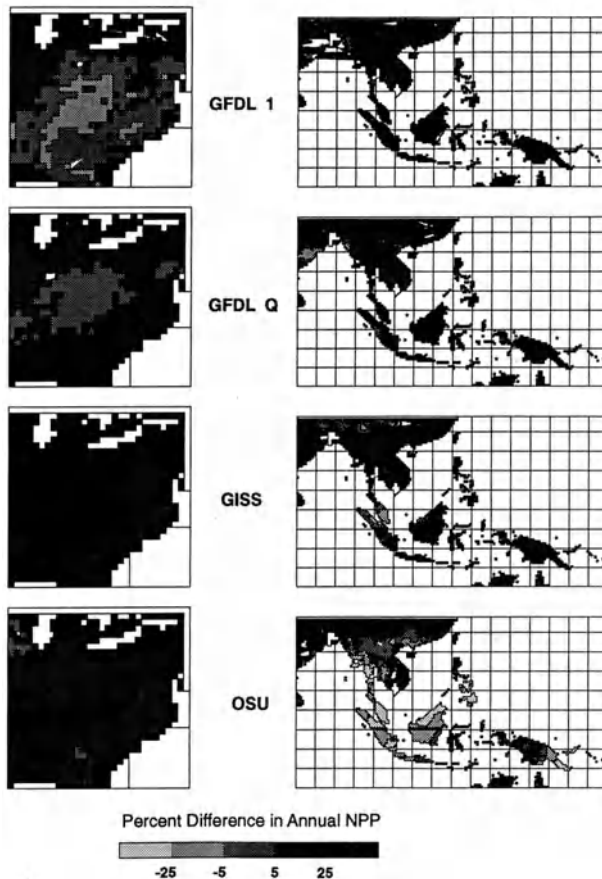 GFDL 1
GFDL Q
GISS
OSU
Percent Difference in Annual NPP
-25 -5 5 25